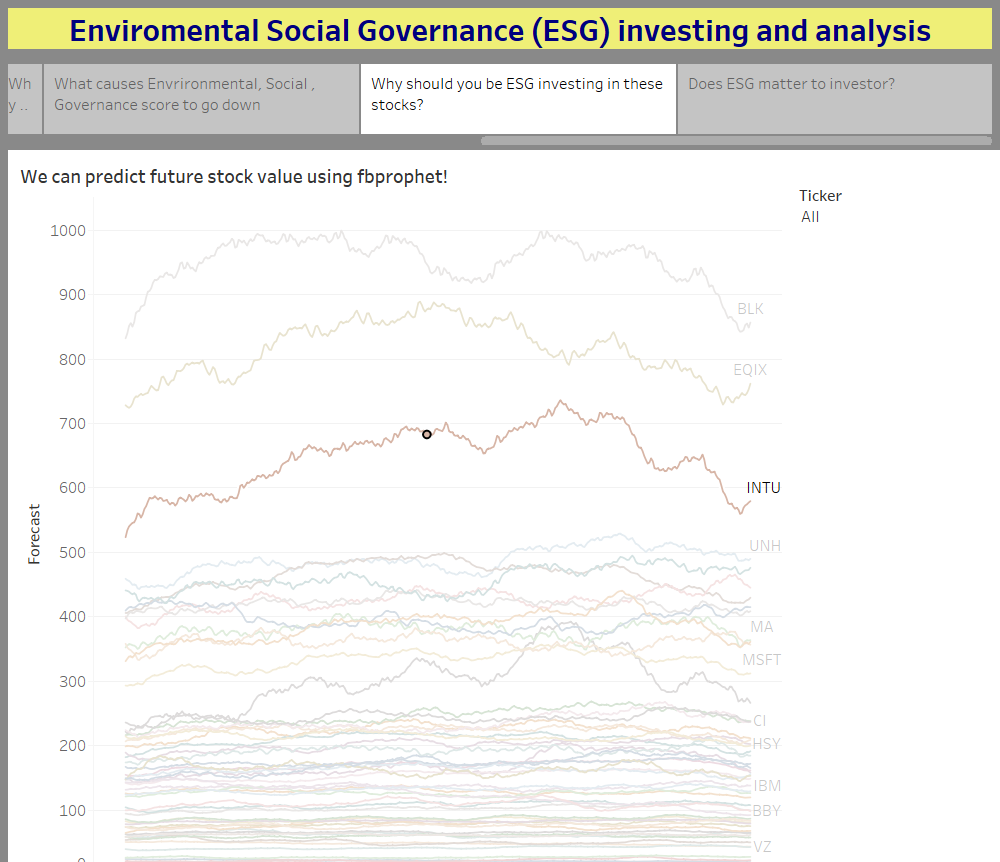 Enviromental Social Governance (ESG) investing and analysis
Wh
y ..
What causes Envrironmental, Social ,
Governance score to go down
Why should you be ESG investing in these
stocks?
Does ESG matter to investor?
We can predict future stock value using fbprophet!
Ticker
All
Forecast
1000
900
800
700
600
500
400
300
200
100
0
BLK
EQIX
INTU
UNH
MA
MSFT
CI
HSY
IBM
BBY
VZ